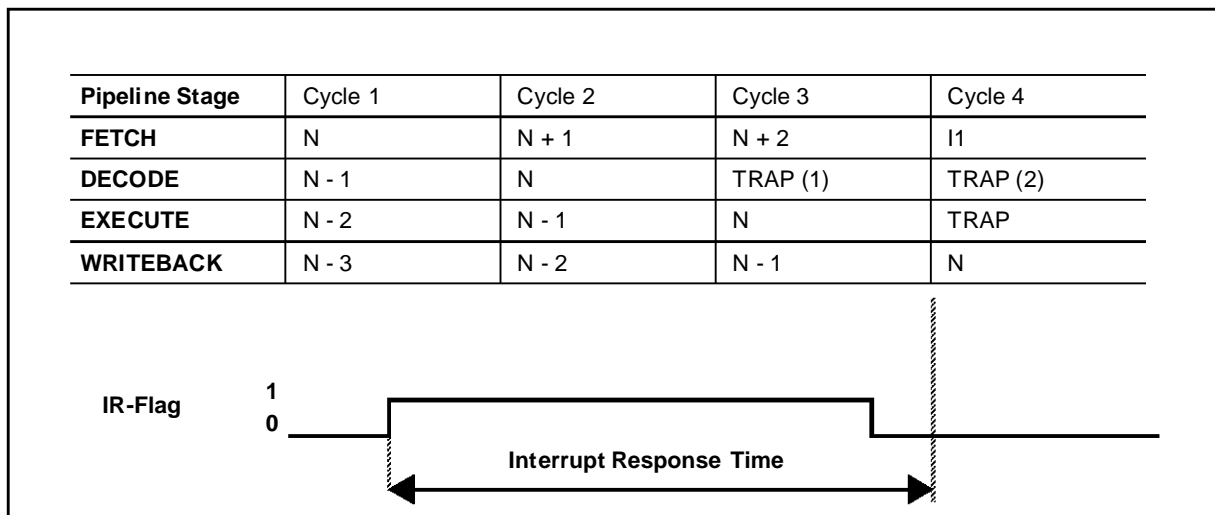 Pipeline Stage Cycle 1 Cycle 2 Cycle 3 Cycle 4
FETCH N N + 1 N + 2 I1
DECODE N - 1 N TRAP (1) TRAP (2)
EXECUTE N - 2 N - 1 N TRAP
WRITEBACK N - 3 N - 2 N - 1 N
1
IR-Flag
0
Interrupt Response Time